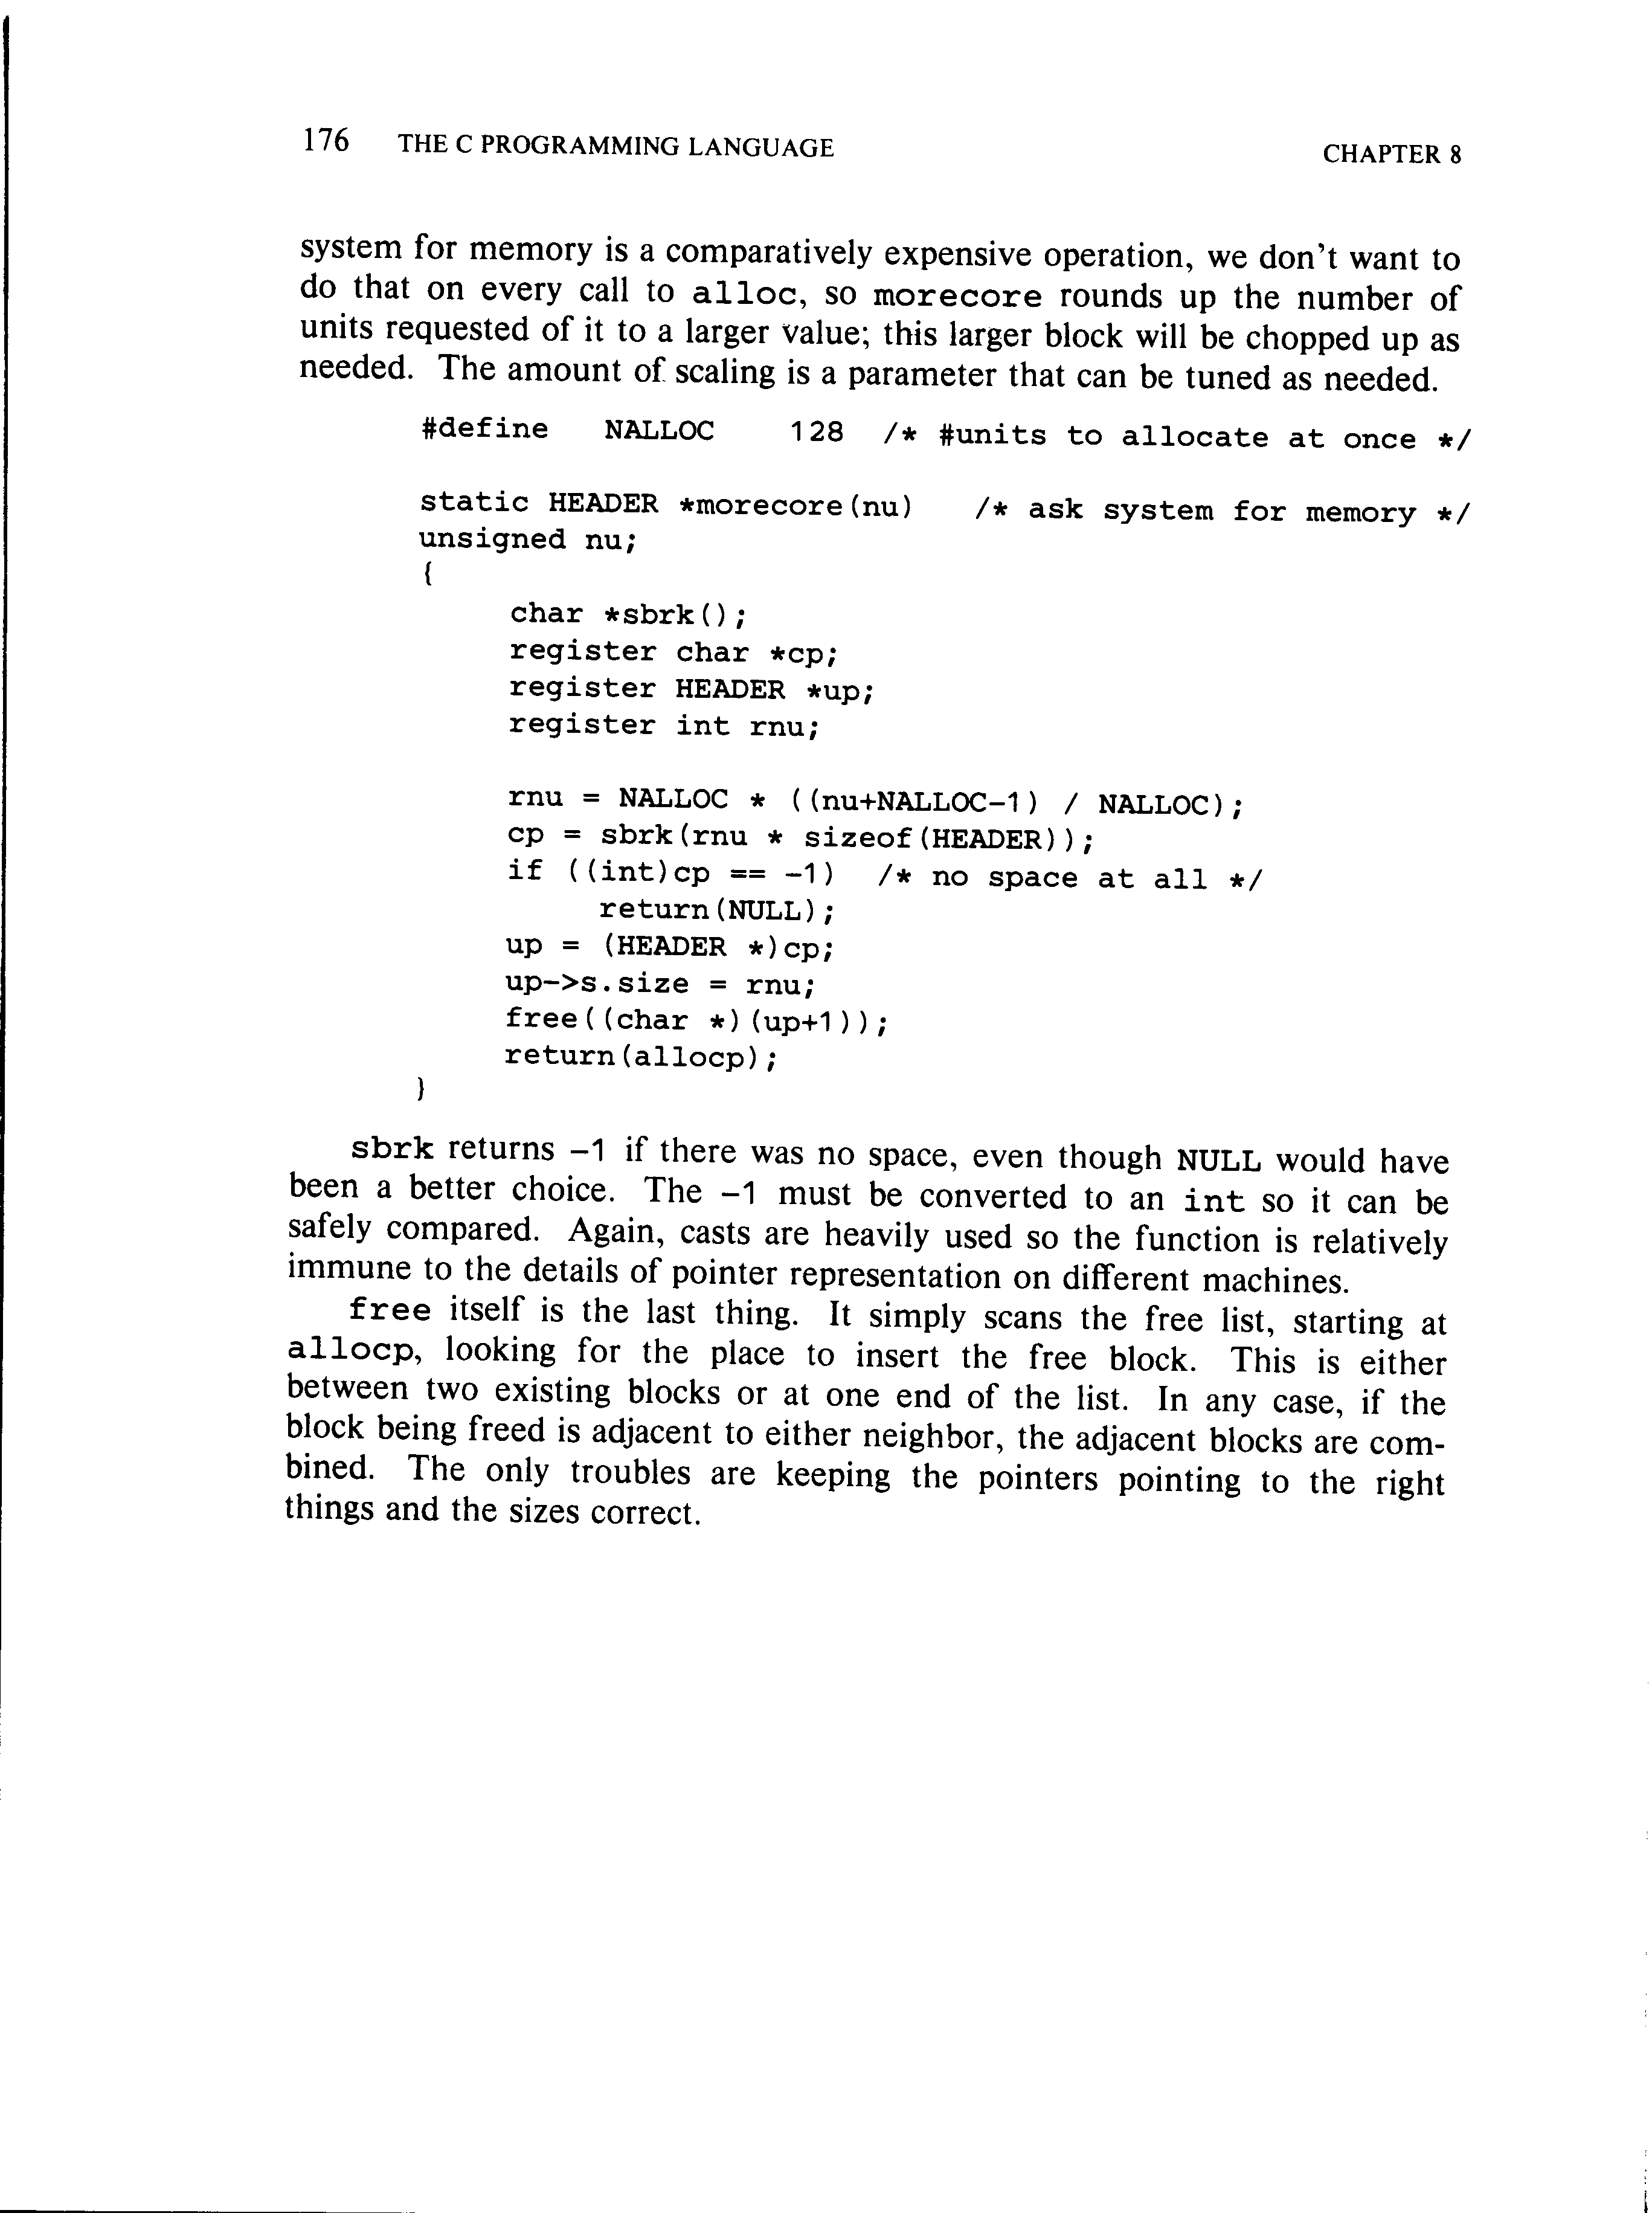 176 THE C PROGRAMMING LANGUAGE CHAPTER 8
system for memory is a comparatively expensive operation, we don't want to
do that on every call to alloc, so morecore rounds up the number of
units requested of it to a larger value; this larger block will be chopped up as
needed. The amount of scaling is a parameter that can be tuned as needed.
#define NALLOC 128 /* #units to allocate at once */
static HEADER *morecore(nu) /* ask system for memory */
unsigned nu;
{
char *sbrk();
register char *cp;
register HEADER *up;
register int rnu;
rnu = NALLOC * ((nu+NALLOC-1) / NALLOC);
cp = sbrk(rnu * sizeof(HEADER));
if ((int)cp == -1) /* no space at all */
return(NULL);
up = (HEADER *)cp;
up->s.size = rnu;
free((char *)(up+1));
return(allocp);
}
sbrk returns -1 if there was no space, even though NULL would have
been a better choice. The -1 must be converted to an int so it can be
safely compared. Again, casts are heavily used so the function is relatively
immune to the details of pointer representation on different machines.
free itself is the last thing. It simply scans the free list, starting at
allocp, looking for the place to insert the free block. This is either
between two existing blocks or at one end of the list. In any case, if the
block being freed is adjacent to either neighbor, the adjacent blocks are com-
bined. The only troubles are keeping the pointers pointing to the right
things and the sizes correct.